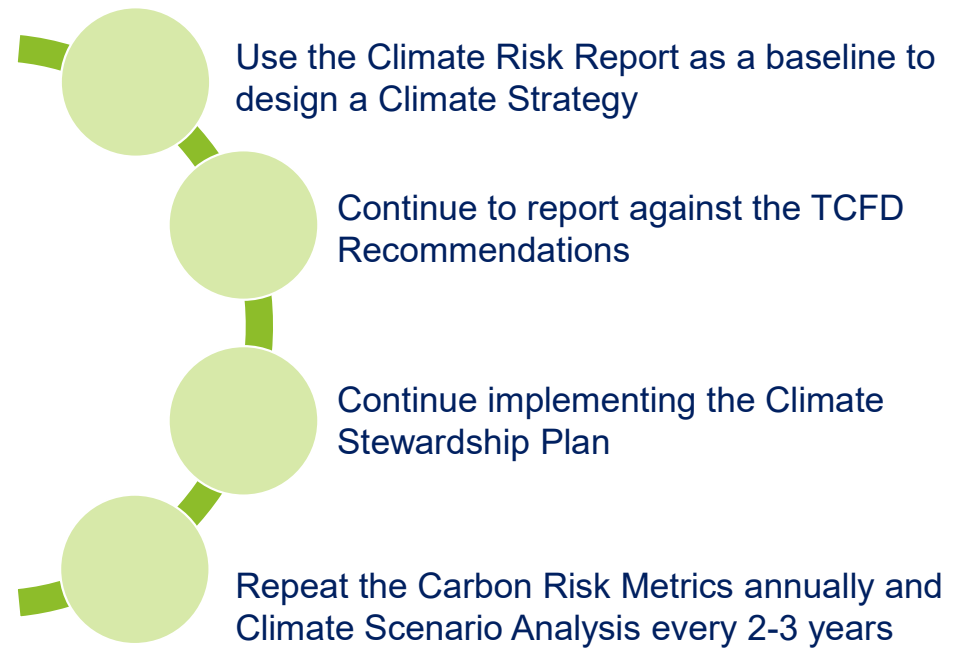 Use the Climate Risk Report as a baseline to
design a Climate Strategy
Continue to report against the TCFD
Recommendations
Continue implementing the Climate
Stewardship Plan
Repeat the Carbon Risk Metrics annually and
Climate Scenario Analysis every 2-3 years